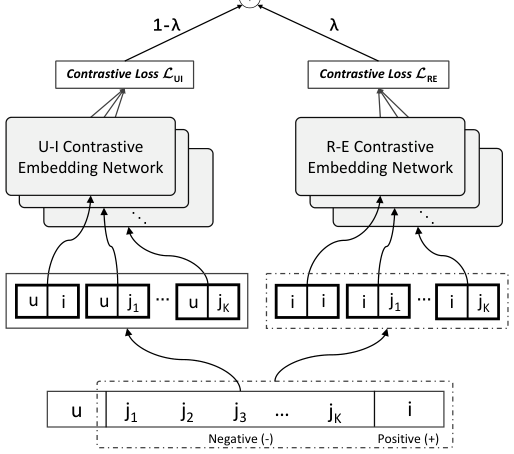 1-λ λ
Contrastive Loss ℒUI Contrastive Loss ℒRE
U-I Contrastive
Embedding Network
R-E Contrastive
Embedding Network
⋱ ⋱
u i u j₁ ... u jK i i i j₁ ... i jK
u j₁ j₂ j₃ ... jK i
Negative (-) Positive (+)